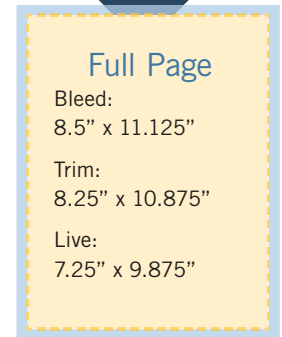 Full Page
Bleed:
8.5” x 11.125”
Trim:
8.25” x 10.875”
Live:
7.25” x 9.875”